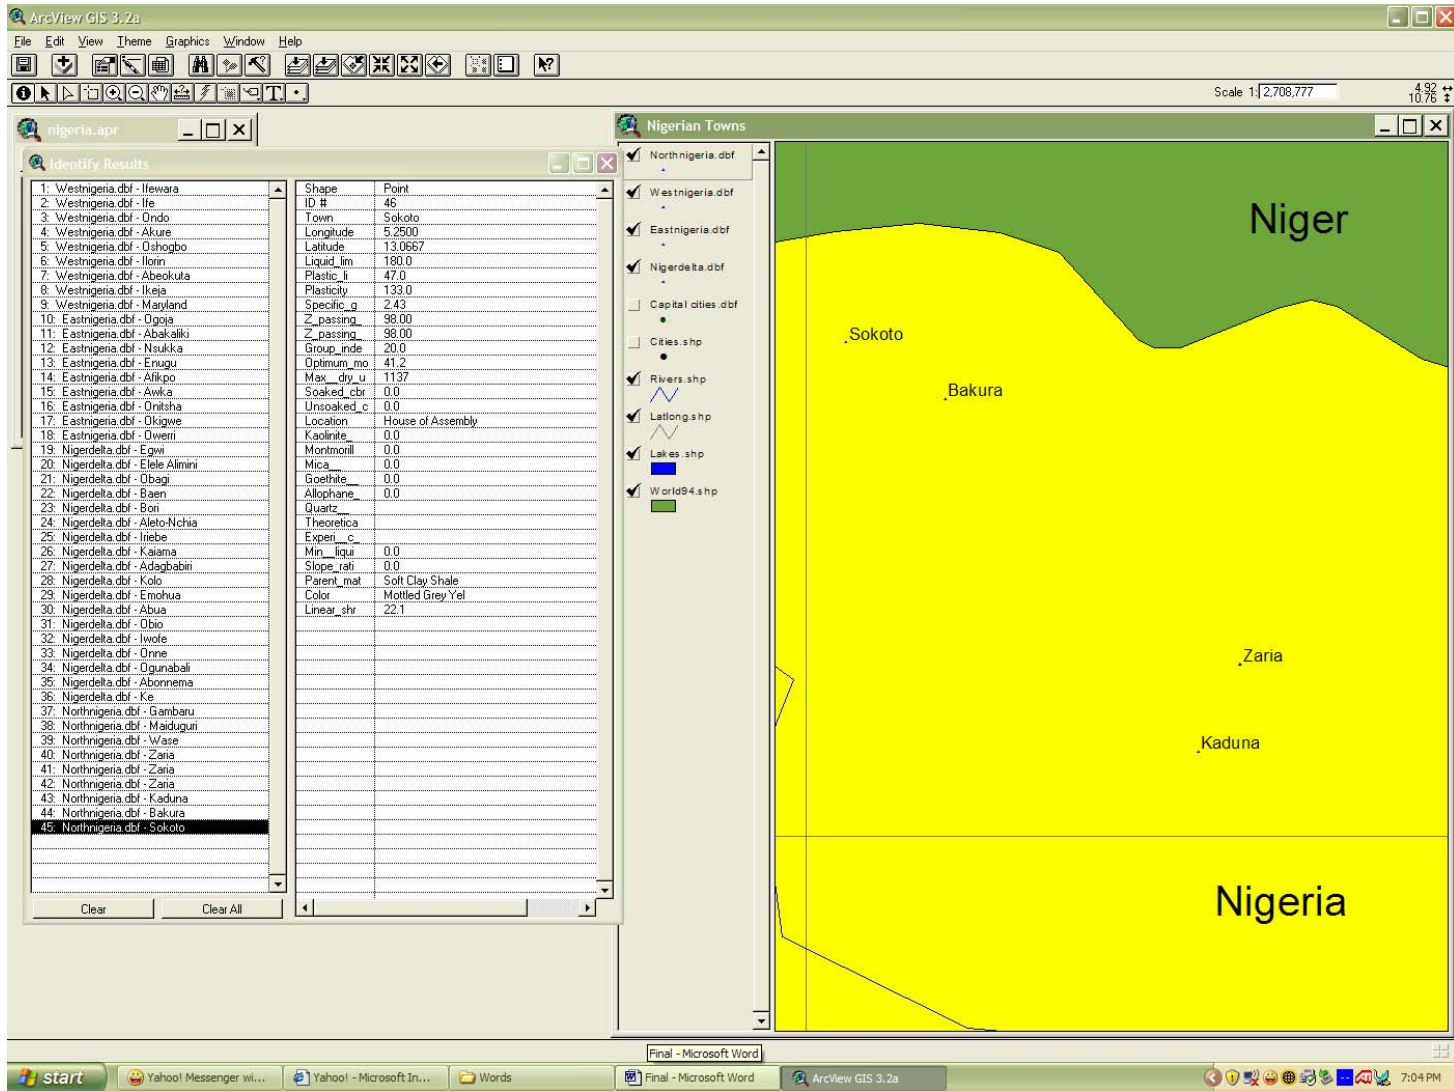 ArcView GIS 3.2a
File Edit View Theme Graphics Window Help
Scale 1: 2,708,777
4.92
10.76
nigeria.apr
Identify Results
1: Westnigeria.dbf - Ifewara
2: Westnigeria.dbf - Ife
3: Westnigeria.dbf - Ondo
4: Westnigeria.dbf - Akure
5: Westnigeria.dbf - Oshogbo
6: Westnigeria.dbf - Ilorin
7: Westnigeria.dbf - Abeokuta
8: Westnigeria.dbf - Ikeja
9: Westnigeria.dbf - Maryland
10: Eastnigeria.dbf - Ogoja
11: Eastnigeria.dbf - Abakaliki
12: Eastnigeria.dbf - Nsukka
13: Eastnigeria.dbf - Enugu
14: Eastnigeria.dbf - Afikpo
15: Eastnigeria.dbf - Awka
16: Eastnigeria.dbf - Onitsha
17: Eastnigeria.dbf - Okigwe
18: Eastnigeria.dbf - Owerri
19: Nigerdelta.dbf - Egwi
20: Nigerdelta.dbf - Elele Alimini
21: Nigerdelta.dbf - Obagi
22: Nigerdelta.dbf - Baen
23: Nigerdelta.dbf - Bori
24: Nigerdelta.dbf - Aleto-Nchia
25: Nigerdelta.dbf - Iriebe
26: Nigerdelta.dbf - Kaiama
27: Nigerdelta.dbf - Adagbabiri
28: Nigerdelta.dbf - Kolo
29: Nigerdelta.dbf - Emohua
30: Nigerdelta.dbf - Abua
31: Nigerdelta.dbf - Obio
32: Nigerdelta.dbf - Iwofe
33: Nigerdelta.dbf - Onne
34: Nigerdelta.dbf - Ogunabali
35: Nigerdelta.dbf - Abonnema
36: Nigerdelta.dbf - Ke
37: Northnigeria.dbf - Gambaru
38: Northnigeria.dbf - Maiduguri
39: Northnigeria.dbf - Wase
40: Northnigeria.dbf - Zaria
41: Northnigeria.dbf - Zaria
42: Northnigeria.dbf - Zaria
43: Northnigeria.dbf - Kaduna
44: Northnigeria.dbf - Bakura
45: Northnigeria.dbf - Sokoto
Clear Clear All
Shape Point
ID # 46
Town Sokoto
Longitude 5.2500
Latitude 13.0667
Liquid_lim 180.0
Plastic_li 47.0
Plasticity 133.0
Specific_g 2.43
Z_passing_ 98.00
Z_passing_ 98.00
Group_inde 20.0
Optimum_mo 41.2
Max__dry_u 1137
Soaked_cbr 0.0
Unsoaked_c 0.0
Location House of Assembly
Kaolinite_ 0.0
Montmorill 0.0
Mica__ 0.0
Goethite__ 0.0
Allophane_ 0.0
Quartz__
Theoretica
Experi__c_
Min__liqui 0.0
Slope_rati 0.0
Parent_mat Soft Clay Shale
Color Mottled Grey Yel
Linear_shr 22.1
Nigerian Towns
Northnigeria.dbf
Westnigeria.dbf
Eastnigeria.dbf
Nigerdelta.dbf
Capital cities.dbf
Cities.shp
Rivers.shp
Latlong.shp
Lakes.shp
World94.shp
Niger
Sokoto
Bakura
Zaria
Kaduna
Nigeria
Final - Microsoft Word
start Yahoo! Messenger wi... Yahoo! - Microsoft In... Words Final - Microsoft Word ArcView GIS 3.2a 7:04 PM